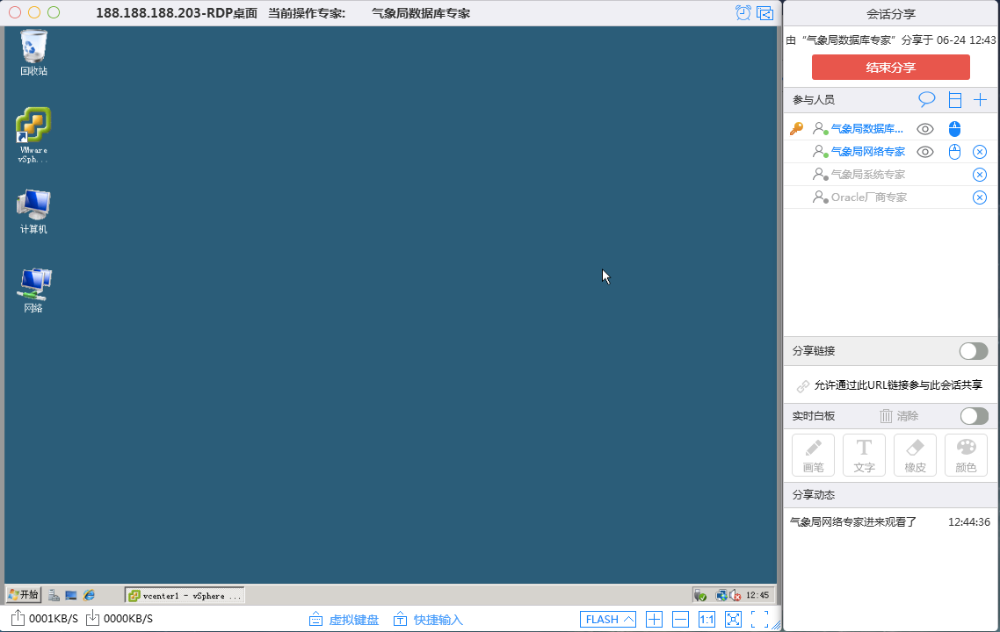 188.188.188.203-RDP桌面 当前操作专家: 气象局数据库专家
回收站
VMware
vSph...
计算机
网络
开始
vcenter1 - vSphere ...
12:45
0001KB/S 0000KB/S
虚拟键盘 快捷输入
FLASH
1:1
会话分享
由“气象局数据库专家”分享于 06-24 12:43
结束分享
参与人员
气象局数据库...
气象局网络专家
气象局系统专家
Oracle厂商专家
分享链接
允许通过此URL链接参与此会话共享
实时白板 清除
画笔 T文字 橡皮 颜色
分享动态
气象局网络专家进来观看了 12:44:36